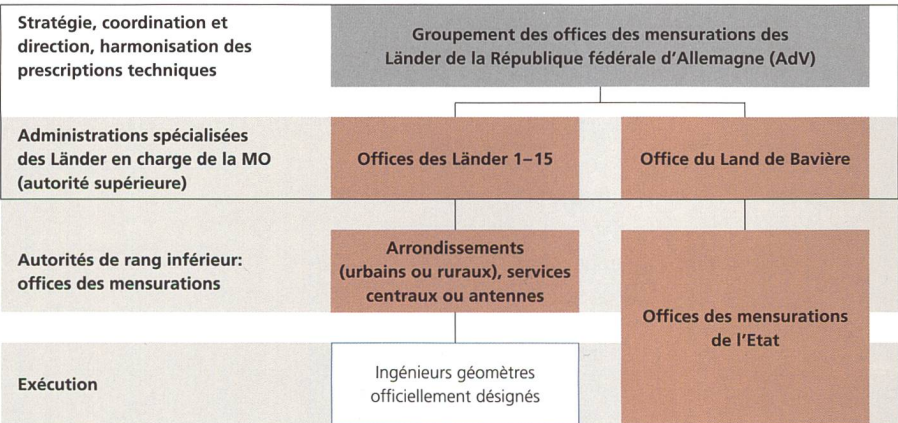 Stratégie, coordination et
direction, harmonisation des
prescriptions techniques
Groupement des offices des mensurations des
Länder de la République fédérale d'Allemagne (AdV)
Administrations spécialisées
des Länder en charge de la MO
(autorité supérieure)
Offices des Länder 1–15
Office du Land de Bavière
Autorités de rang inférieur:
offices des mensurations
Arrondissements
(urbains ou ruraux), services
centraux ou antennes
Offices des mensurations
de l'Etat
Exécution
Ingénieurs géomètres
officiellement désignés